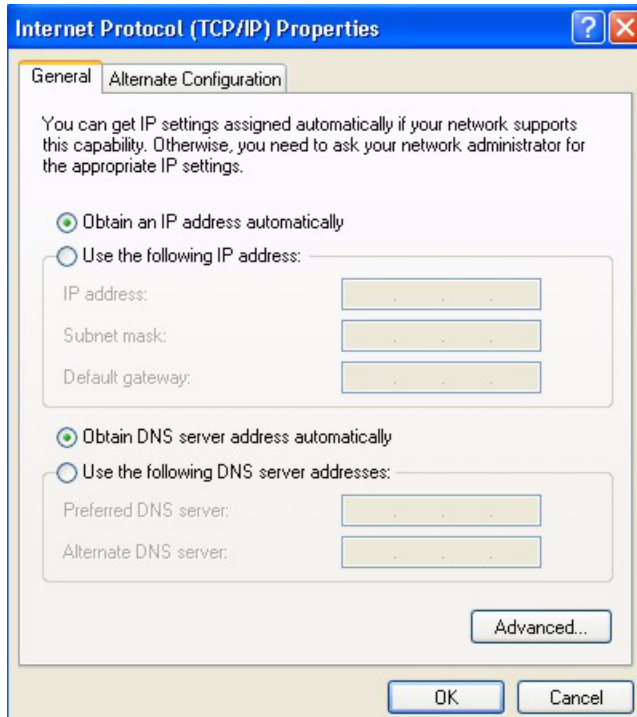 Internet Protocol (TCP/IP) Properties
General
Alternate Configuration
You can get IP settings assigned automatically if your network supports
this capability. Otherwise, you need to ask your network administrator for
the appropriate IP settings.
Obtain an IP address automatically
Use the following IP address:
IP address:
Subnet mask:
Default gateway:
Obtain DNS server address automatically
Use the following DNS server addresses:
Preferred DNS server:
Alternate DNS server:
Advanced...
OK
Cancel